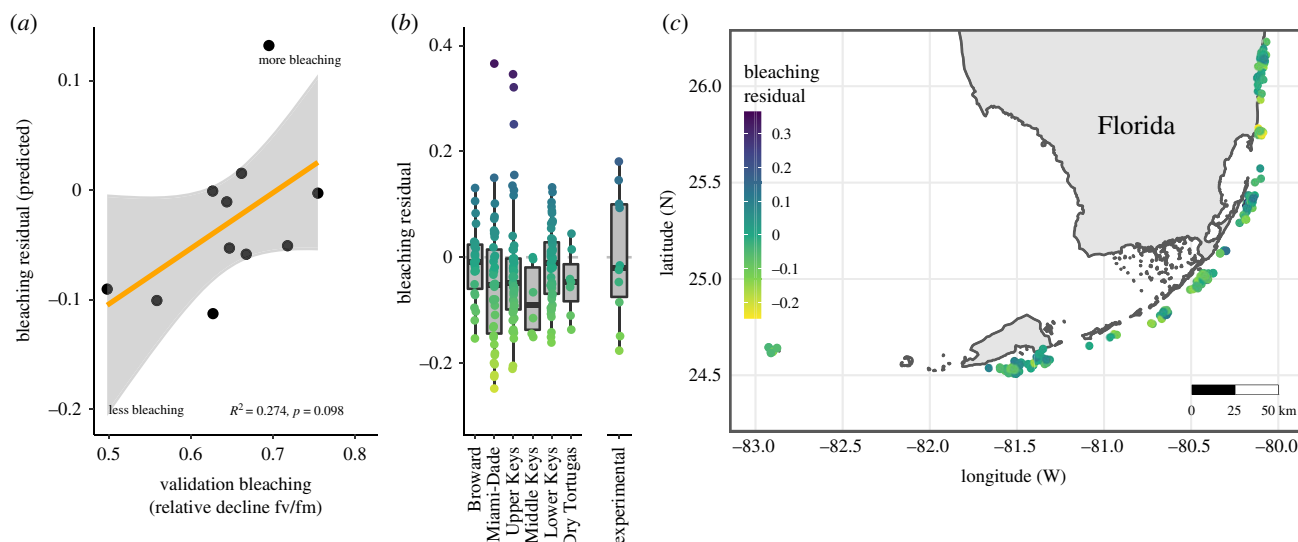 (a)
0.1
0
−0.1
−0.2
bleaching residual (predicted)
more bleaching
less bleaching
R² = 0.274, p = 0.098
0.5 0.6 0.7 0.8
validation bleaching
(relative decline fv/fm)
(b)
0.4
0.2
0
−0.2
bleaching residual
Broward
Miami-Dade
Upper Keys
Middle Keys
Lower Keys
Dry Tortugas
experimental
(c)
bleaching
residual
0.3
0.2
0.1
0
−0.1
−0.2
Florida
26.0
25.5
25.0
24.5
latitude (N)
0 25 50 km
−83.0 −82.5 −82.0 −81.5 −81.0 −80.5 −80.0
longitude (W)